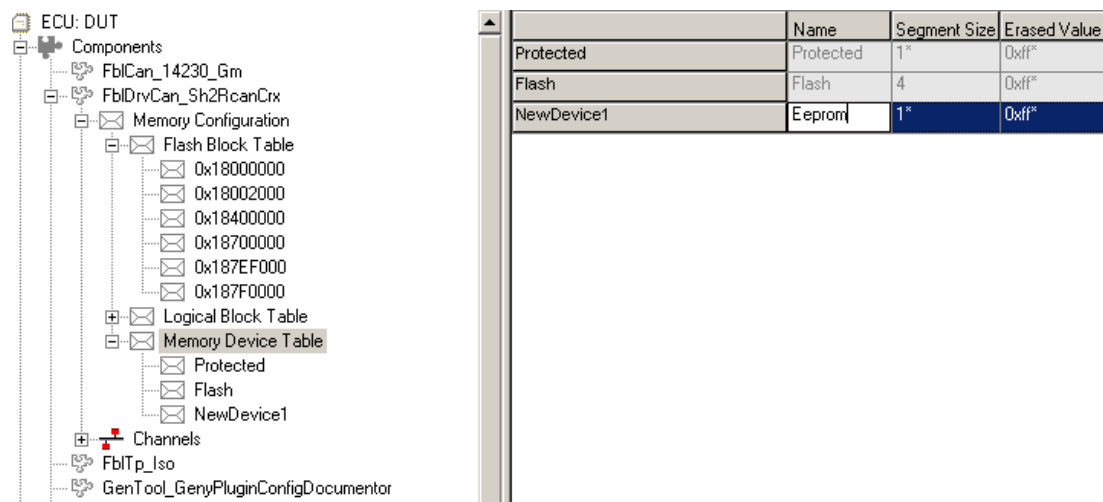 ECU: DUT
Components
FblCan_14230_Gm
FblDrvCan_Sh2RcanCrx
Memory Configuration
Flash Block Table
0x18000000
0x18002000
0x18400000
0x18700000
0x187EF000
0x187F0000
Logical Block Table
Memory Device Table
Protected
Flash
NewDevice1
Channels
FblTp_Iso
GenTool_GenyPluginConfigDocumentor
Name Segment Size Erased Value
Protected Protected 1* 0xff*
Flash Flash 4 0xff*
NewDevice1 Eeprom 1* 0xff*